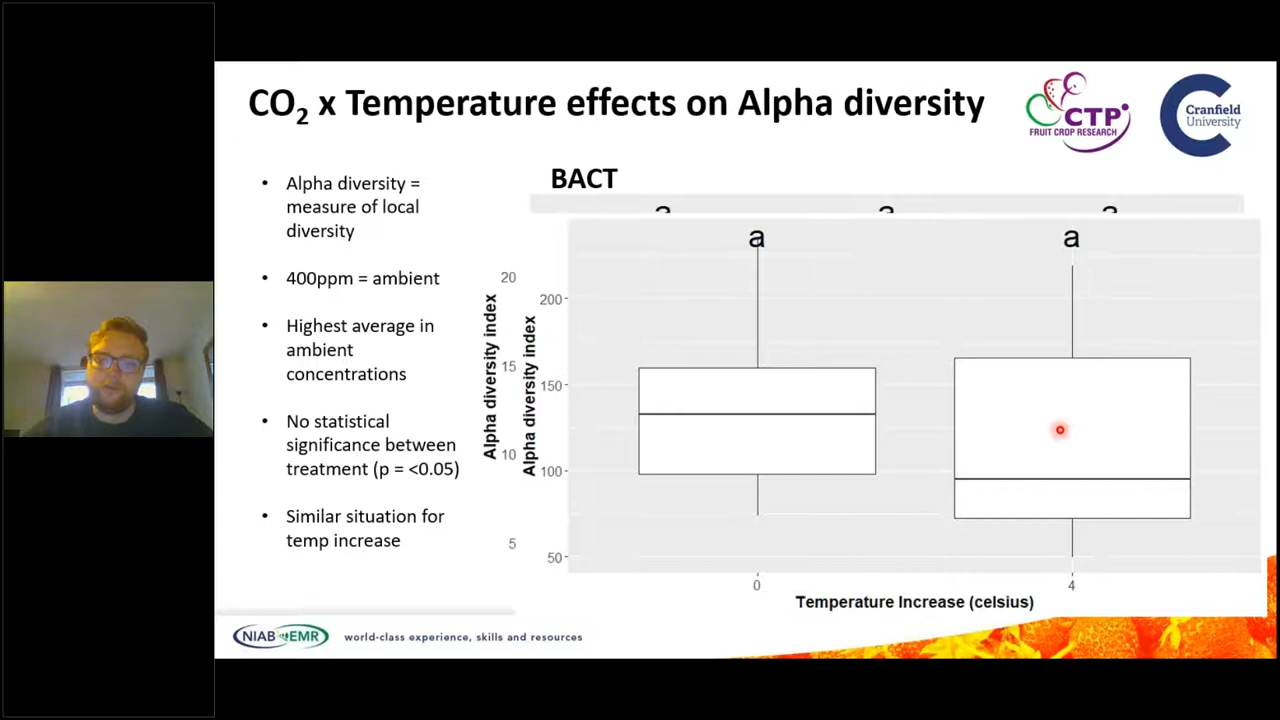 CO2 x Temperature effects on Alpha diversity
CTP
FRUIT CROP RESEARCH
Cranfield
University
• Alpha diversity =
measure of local
diversity
• 400ppm = ambient
• Highest average in
ambient
concentrations
• No statistical
significance between
treatment (p = <0.05)
• Similar situation for
temp increase
BACT
a a
20
15
10
5
Alpha diversity index
Alpha diversity index
200
150
100
50
0 4
Temperature Increase (celsius)
NIAB EMR
world-class experience, skills and resources